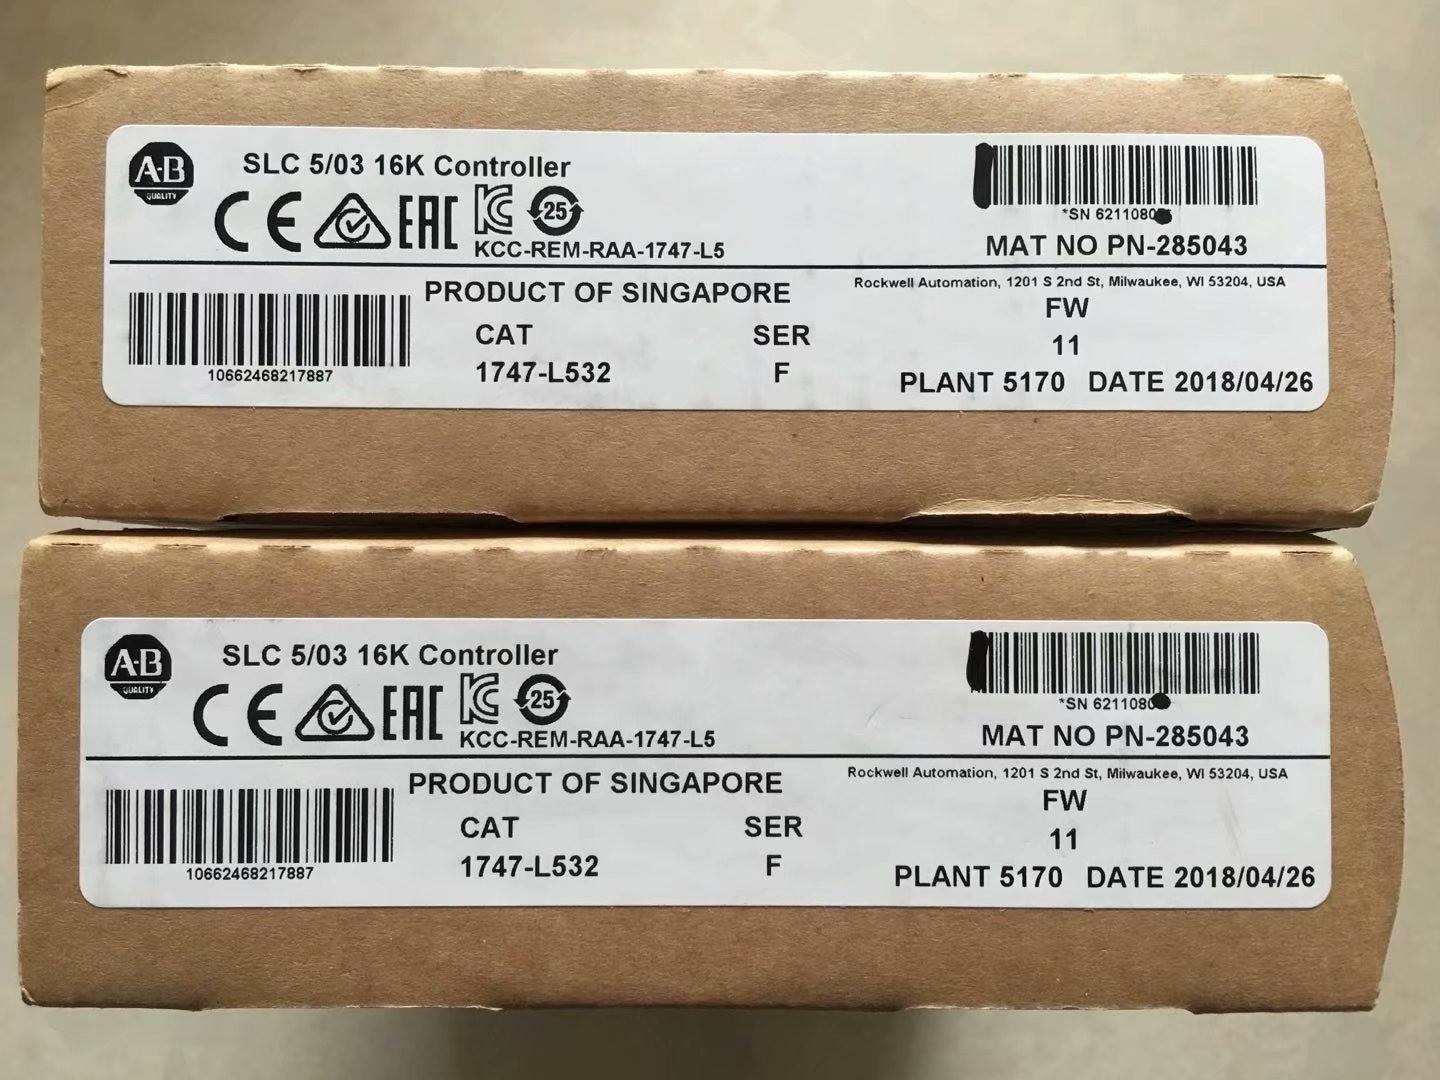 A-B
QUALITY
SLC 5/03 16K Controller
CE EAC KC 25
KCC-REM-RAA-1747-L5
*SN 6211080
MAT NO PN-285043
10662468217887
PRODUCT OF SINGAPORE
CAT SER
1747-L532 F
Rockwell Automation, 1201 S 2nd St, Milwaukee, WI 53204, USA
FW
11
PLANT 5170 DATE 2018/04/26
A-B
QUALITY
SLC 5/03 16K Controller
CE EAC KC 25
KCC-REM-RAA-1747-L5
*SN 621108
MAT NO PN-285043
10662468217887
PRODUCT OF SINGAPORE
CAT SER
1747-L532 F
Rockwell Automation, 1201 S 2nd St, Milwaukee, WI 53204, USA
FW
11
PLANT 5170 DATE 2018/04/26